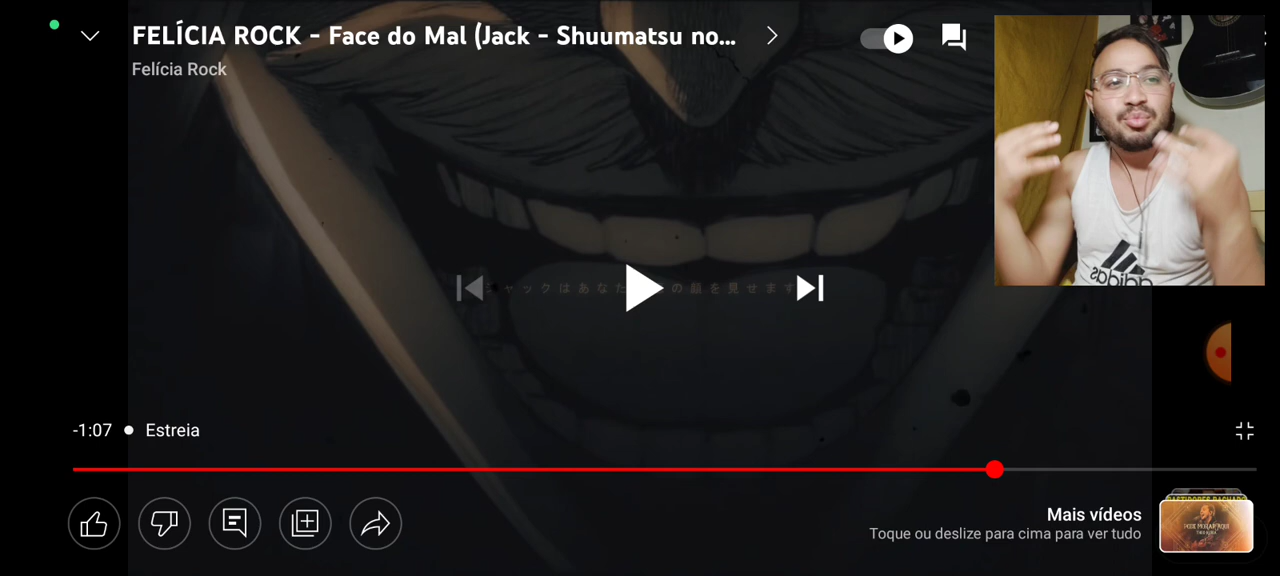 FELÍCIA ROCK - Face do Mal (Jack - Shuumatsu no...
Felícia Rock
ャックはあなた の顔を見せます
adidas
-1:07 ● Estreia
Mais vídeos
Toque ou deslize para cima para ver tudo